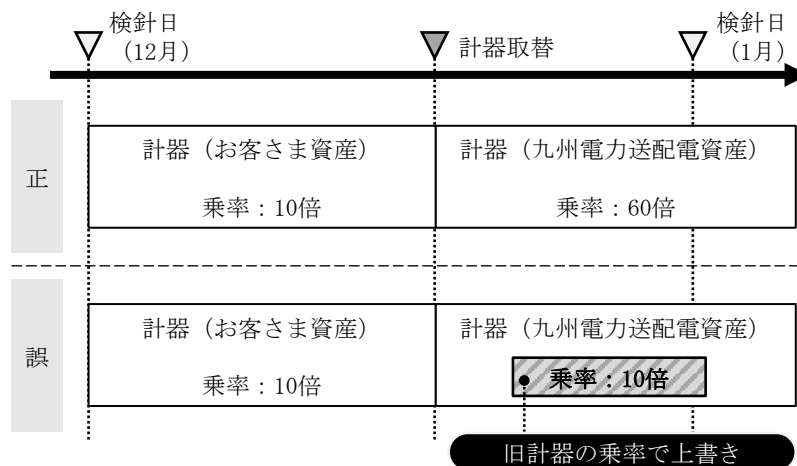 検針日
(12月)
計器取替
検針日
(1月)
正
計器(お客さま資産)
乗率:10倍
計器(九州電力送配電資産)
乗率:60倍
誤
計器(お客さま資産)
乗率:10倍
計器(九州電力送配電資産)
乗率:10倍
旧計器の乗率で上書き